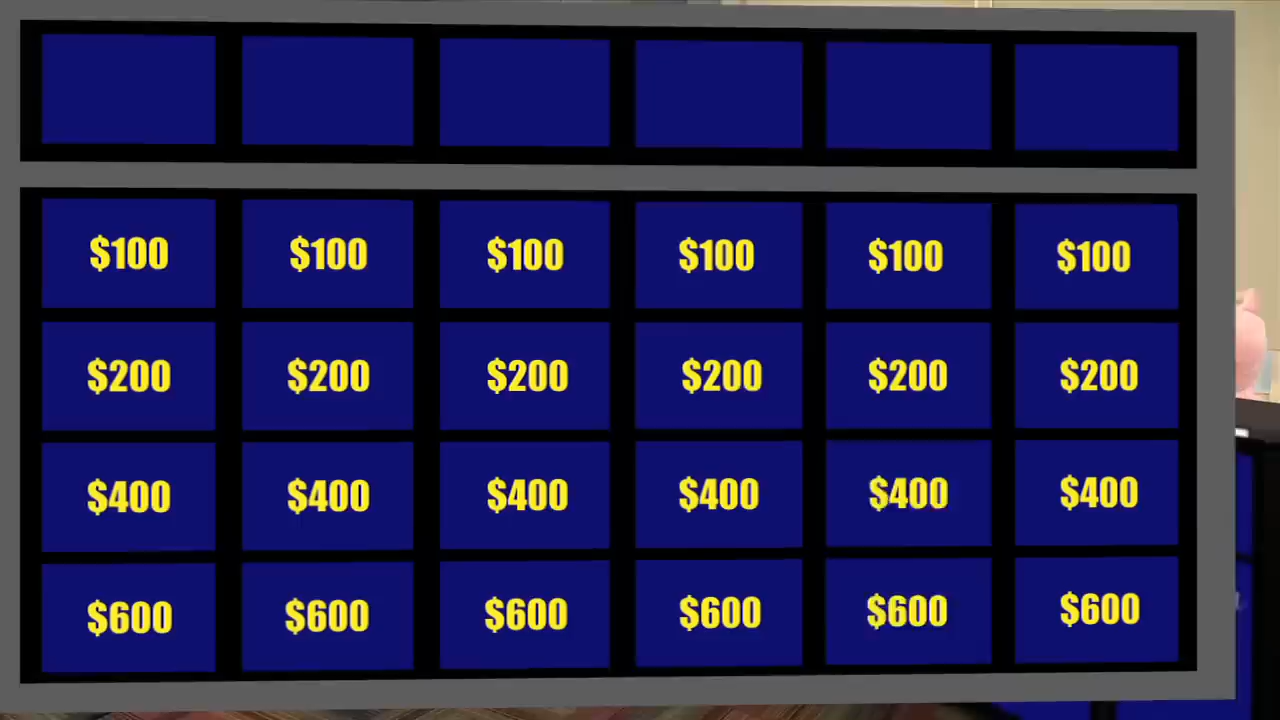 $100 $100 $100 $100 $100 $100
$200 $200 $200 $200 $200 $200
$400 $400 $400 $400 $400 $400
$600 $600 $600 $600 $600 $600